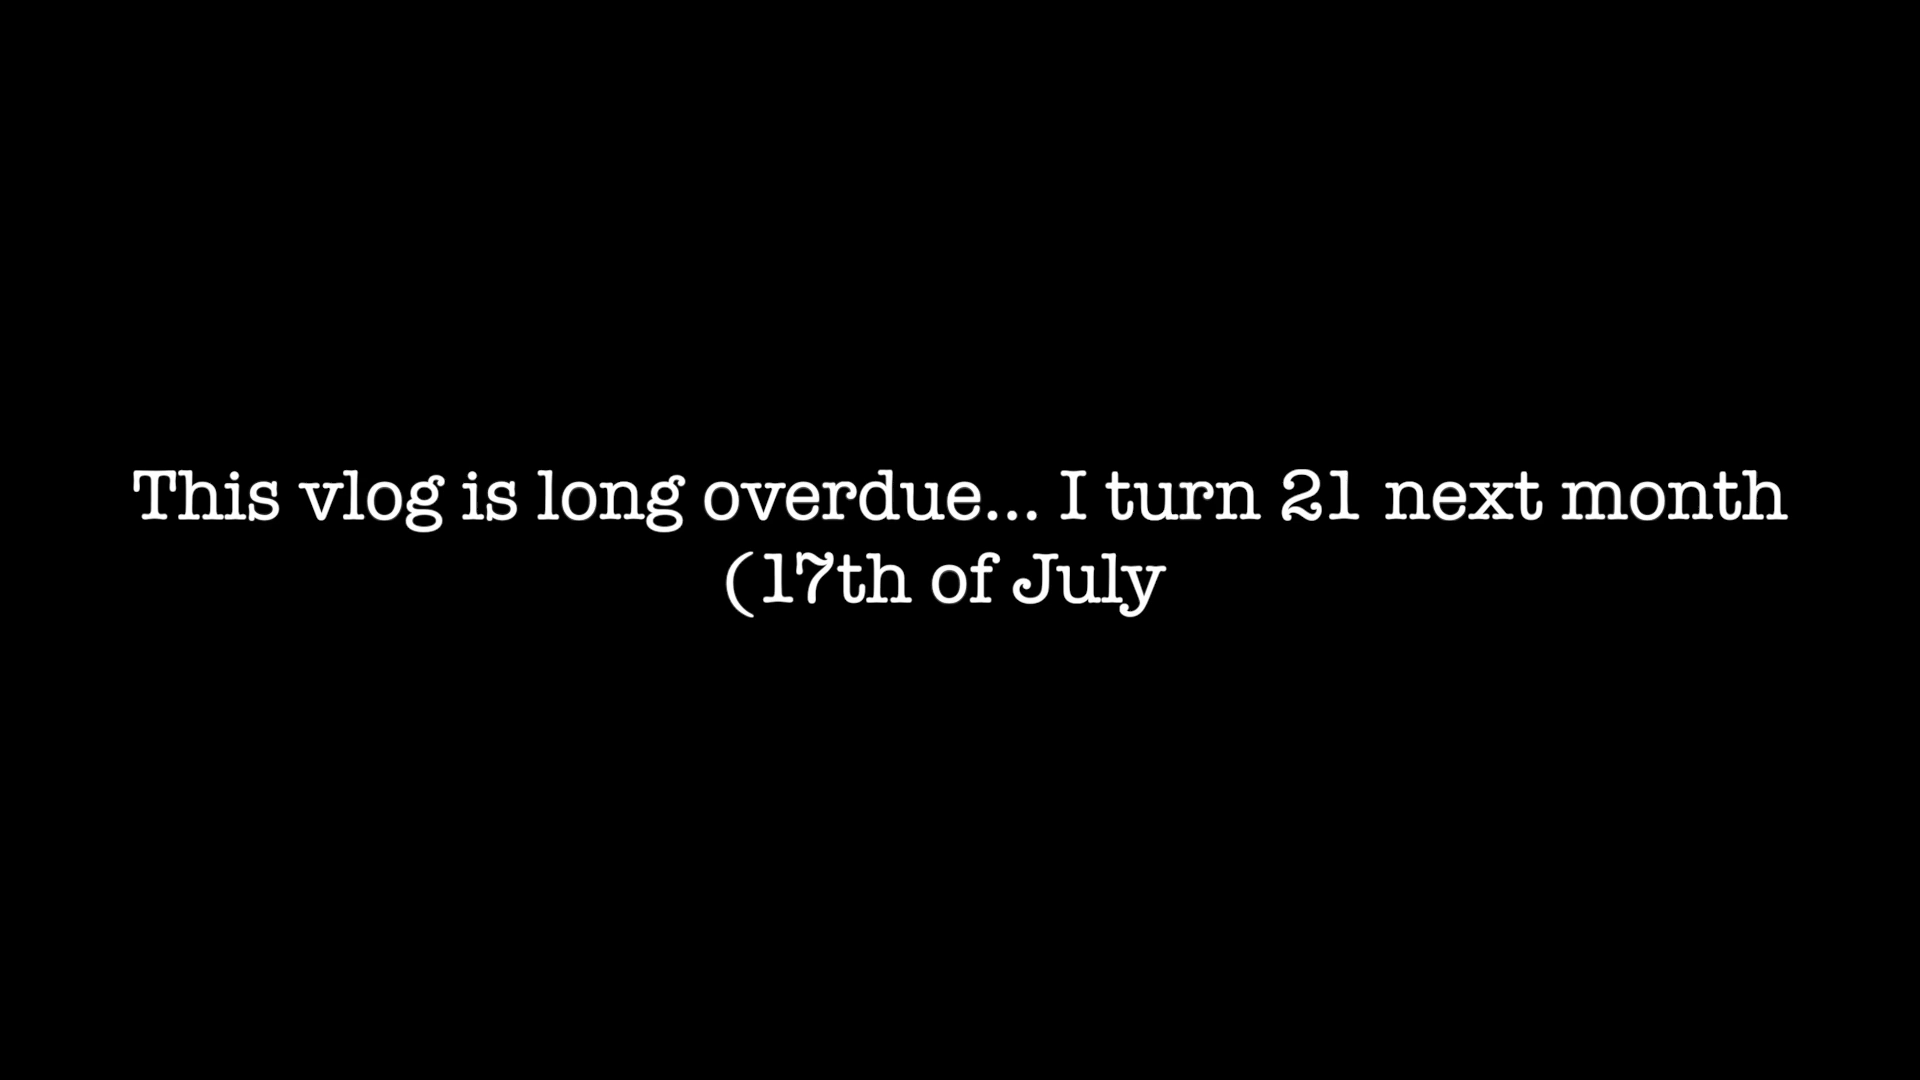 This vlog is long overdue... I turn 21 next month
(17th of July